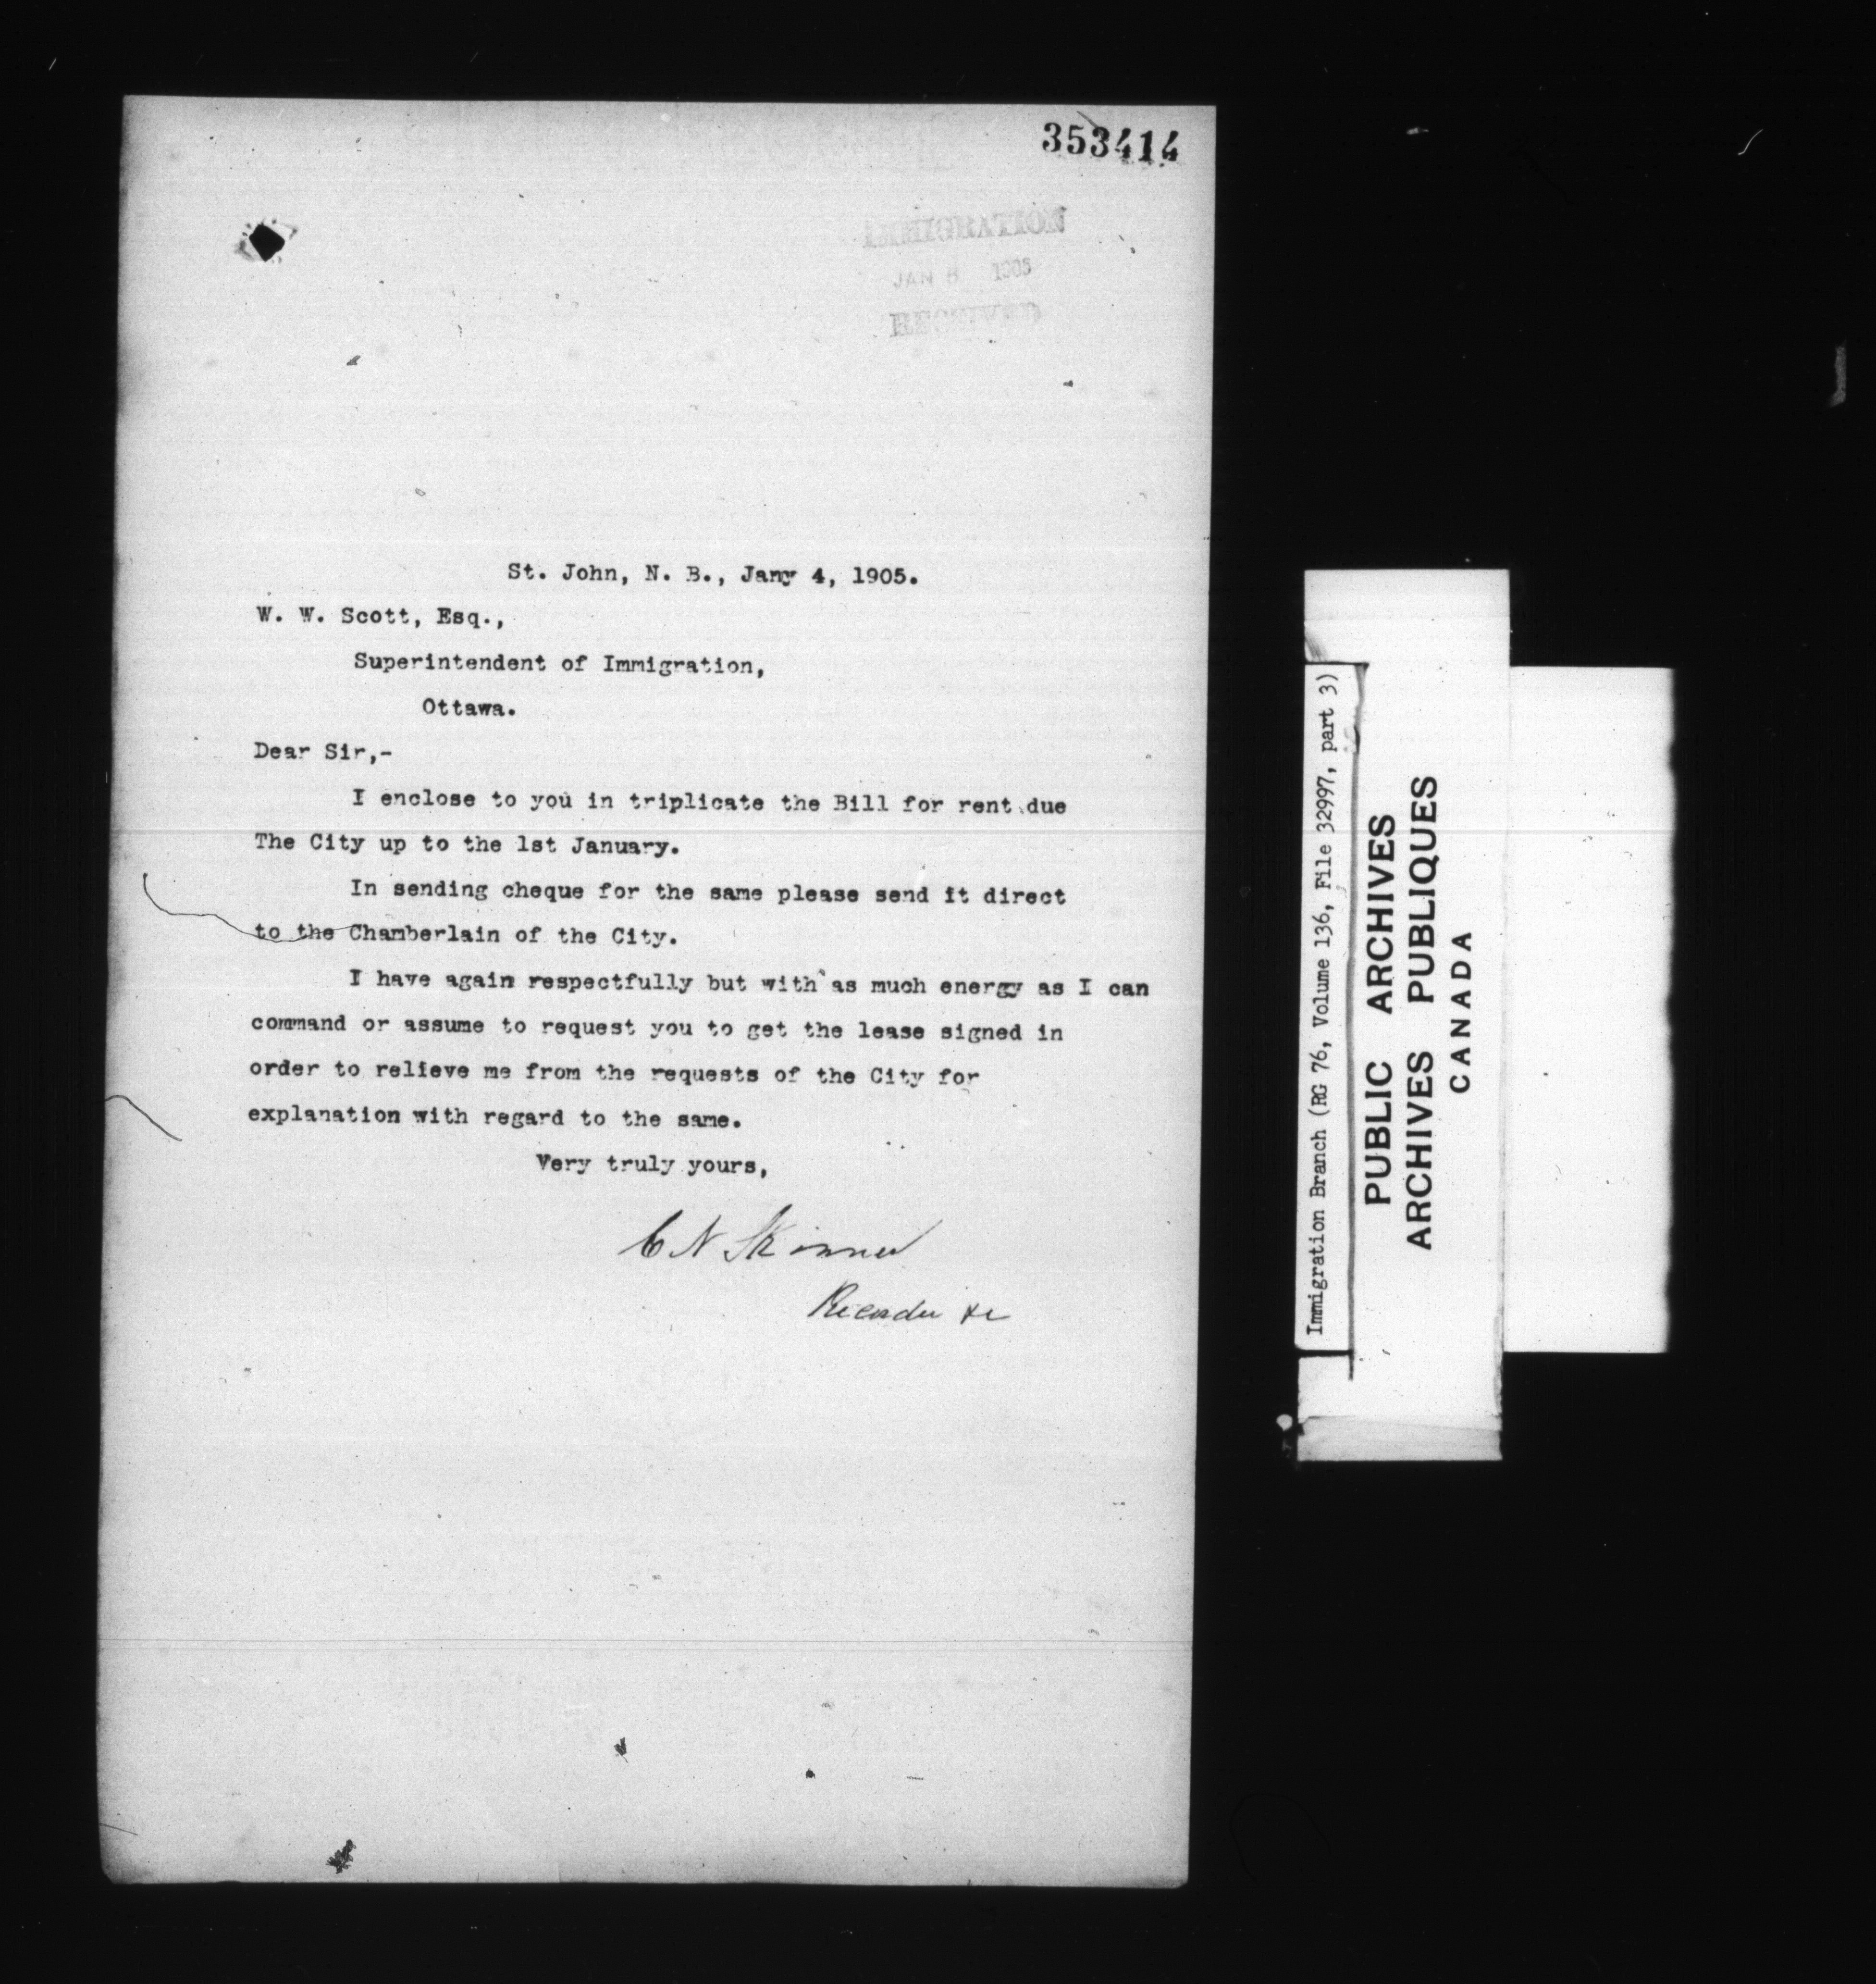 353414
IMMIGRATION
JAN 8 1905
RECEIVED
St. John, N. B., Jany 4, 1905.
W. W. Scott, Esq.,
Superintendent of Immigration,
Ottawa.
Dear Sir,-
I enclose to you in triplicate the Bill for rent due
The City up to the 1st January.
In sending cheque for the same please send it direct
to the Chamberlain of the City.
I have again respectfully but with as much energy as I can
command or assume to request you to get the lease signed in
order to relieve me from the requests of the City for
explanation with regard to the same.
Very truly yours,
C N Skinner
Recorder &c
Immigration Branch (RG 76, Volume 136, File 32997, part 3)
PUBLIC ARCHIVES
ARCHIVES PUBLIQUES
CANADA